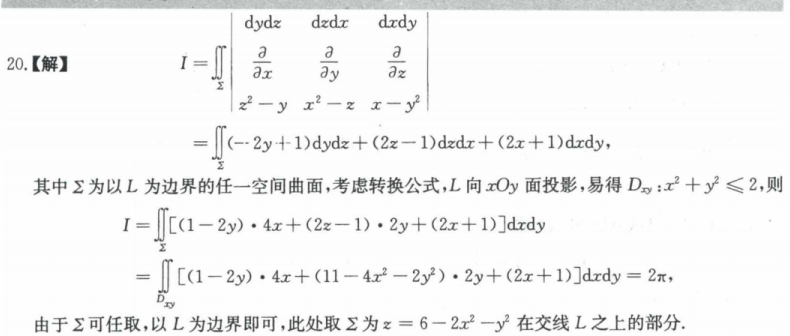 20.【解】 I=∬_Σ | dydz dzdx dxdy |
| ∂/∂x ∂/∂y ∂/∂z |
| z²-y x²-z x-y² |
=∬_Σ(-2y+1)dydz+(2z-1)dzdx+(2x+1)dxdy,
其中 Σ 为以 L 为边界的任一空间曲面,考虑转换公式,L 向 xOy 面投影,易得 D_xy:x²+y²≤2,则
I=∬_Σ[(1-2y)·4x+(2z-1)·2y+(2x+1)]dxdy
=∬_{D_xy}[(1-2y)·4x+(11-4x²-2y²)·2y+(2x+1)]dxdy=2π,
由于 Σ 可任取,以 L 为边界即可,此处取 Σ 为 z=6-2x²-y² 在交线 L 之上的部分.